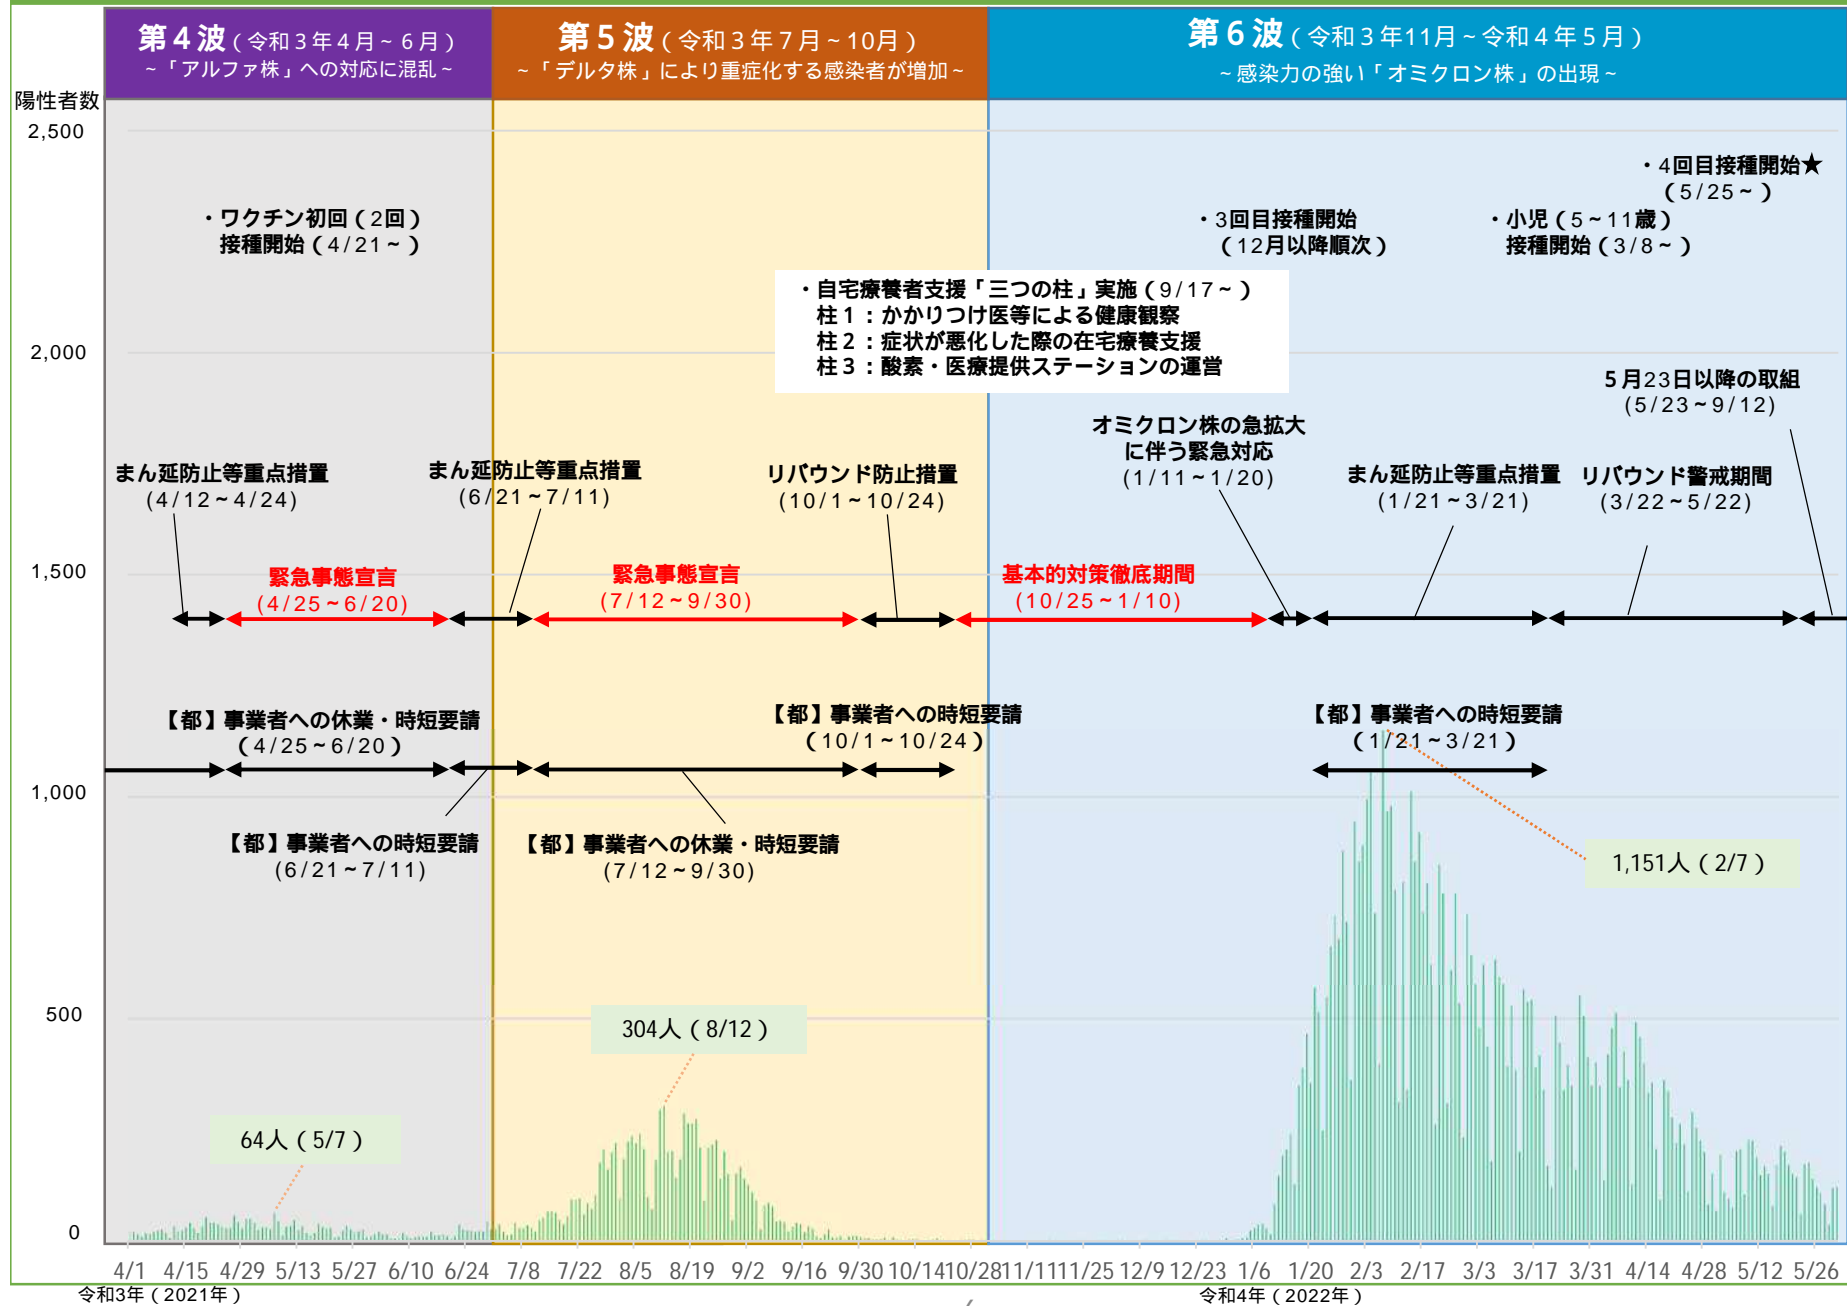 第4波（令和3年4月~6月）
~「アルファ株」への対応に混乱~
第5波（令和3年7月~10月）
~「デルタ株」により重症化する感染者が増加~
第6波（令和3年11月~令和4年5月）
~感染力の強い「オミクロン株」の出現~
陽性者数
2,500
2,000
1,500
1,000
500
0
・ワクチン初回（2回）
接種開始（4/21~）
・3回目接種開始
（12月以降順次）
・小児（5~11歳）
接種開始（3/8~）
・4回目接種開始★
（5/25~）
・自宅療養者支援「三つの柱」実施（9/17~）
柱1：かかりつけ医等による健康観察
柱2：症状が悪化した際の在宅療養支援
柱3：酸素・医療提供ステーションの運営
5月23日以降の取組
(5/23~9/12)
オミクロン株の急拡大
に伴う緊急対応
(1/11~1/20)
まん延防止等重点措置
(4/12~4/24)
まん延防止等重点措置
(6/21~7/11)
リバウンド防止措置
(10/1~10/24)
まん延防止等重点措置
(1/21~3/21)
リバウンド警戒期間
(3/22~5/22)
緊急事態宣言
(4/25~6/20)
緊急事態宣言
(7/12~9/30)
基本的対策徹底期間
(10/25~1/10)
【都】事業者への休業・時短要請
（4/25~6/20）
【都】事業者への時短要請
（10/1~10/24）
【都】事業者への時短要請
（1/21~3/21）
【都】事業者への時短要請
(6/21~7/11)
【都】事業者への休業・時短要請
(7/12~9/30)
1,151人（2/7）
304人（8/12）
64人（5/7）
4/1 4/15 4/29 5/13 5/27 6/10 6/24 7/8 7/22 8/5 8/19 9/2 9/16 9/30 10/14 10/28 11/11 11/25 12/9 12/23 1/6 1/20 2/3 2/17 3/3 3/17 3/31 4/14 4/28 5/12 5/26
令和3年（2021年）
令和4年（2022年）